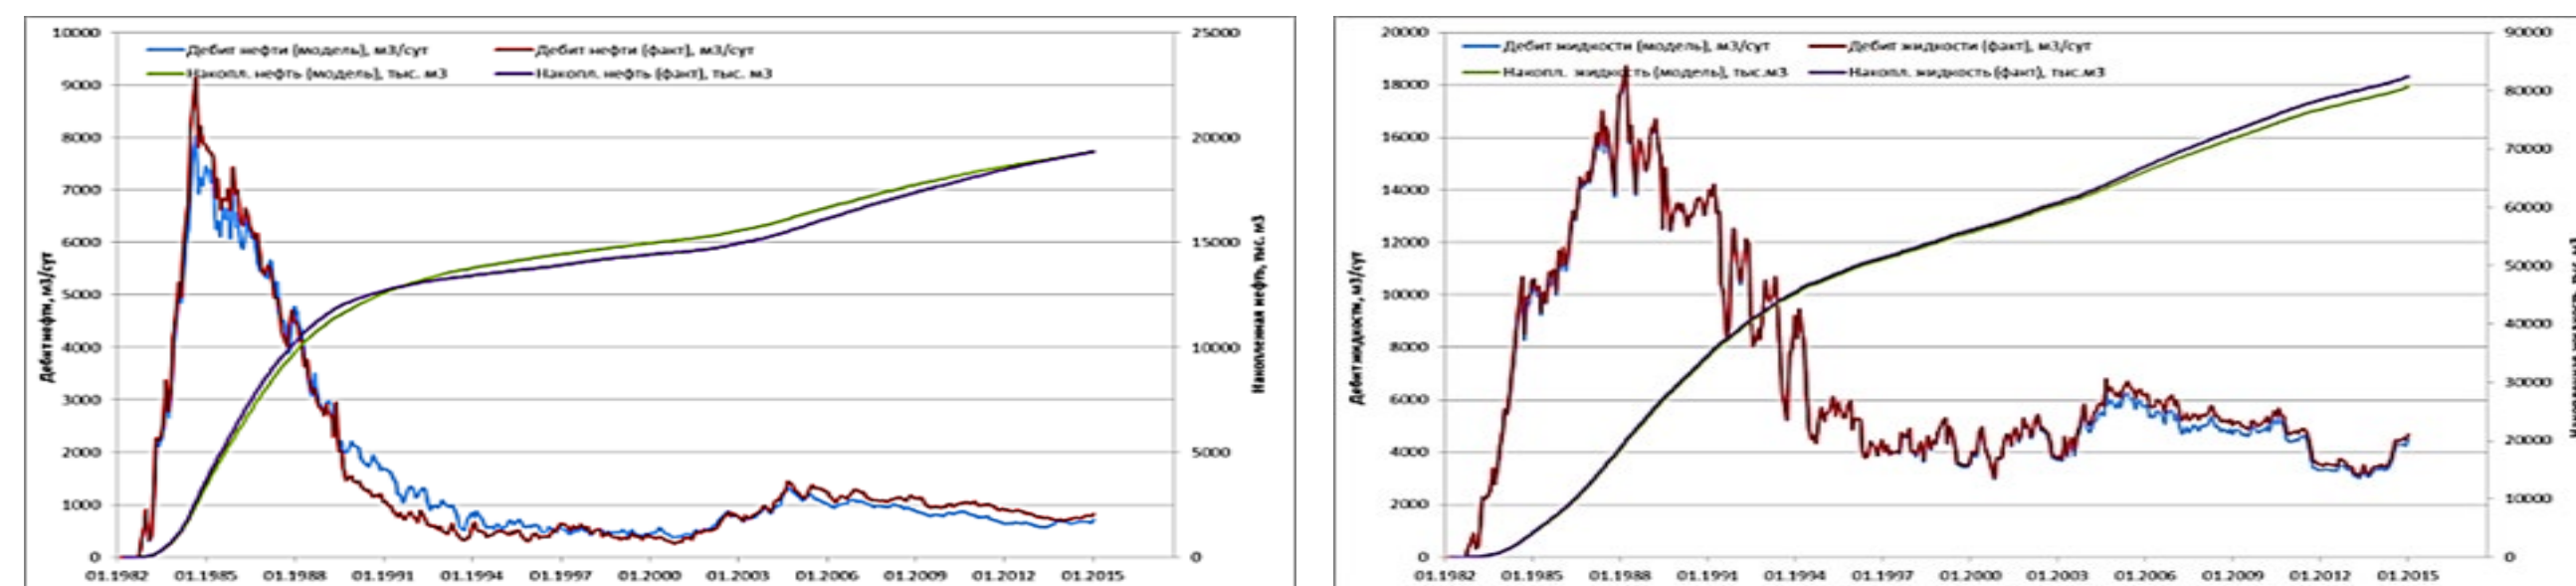 10000
9000
8000
7000
6000
5000
4000
3000
2000
1000
0
Дебит нефти, м3/сут
Дебит нефти (модель), м3/сут
Дебит нефти (факт), м3/сут
Накопл. нефть (модель), тыс. м3
Накопл. нефть (факт), тыс. м3
25000
20000
15000
10000
5000
0
Накопленная нефть, тыс. м3
01.1982 01.1985 01.1988 01.1991 01.1994 01.1997 01.2000 01.2003 01.2006 01.2009 01.2012 01.2015
20000
18000
16000
14000
12000
10000
8000
6000
4000
2000
0
Дебит жидкости, м3/сут
Дебит жидкости (модель), м3/сут
Дебит жидкости (факт), м3/сут
Накопл. жидкость (модель), тыс.м3
Накопл. жидкость (факт), тыс.м3
90000
80000
70000
60000
50000
40000
30000
20000
10000
0
01.1982 01.1985 01.1988 01.1991 01.1994 01.1997 01.2000 01.2003 01.2006 01.2009 01.2012 01.2015